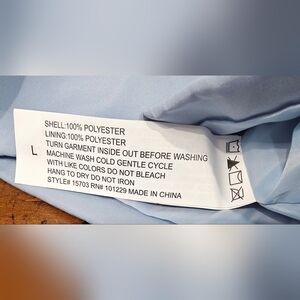 SHELL:100% POLYESTER
LINING:100% POLYESTER
TURN GARMENT INSIDE OUT BEFORE WASHING
MACHINE WASH COLD GENTLE CYCLE
WITH LIKE COLORS DO NOT BLEACH
HANG TO DRY DO NOT IRON
STYLE# 15703 RN# 101229 MADE IN CHINA
L